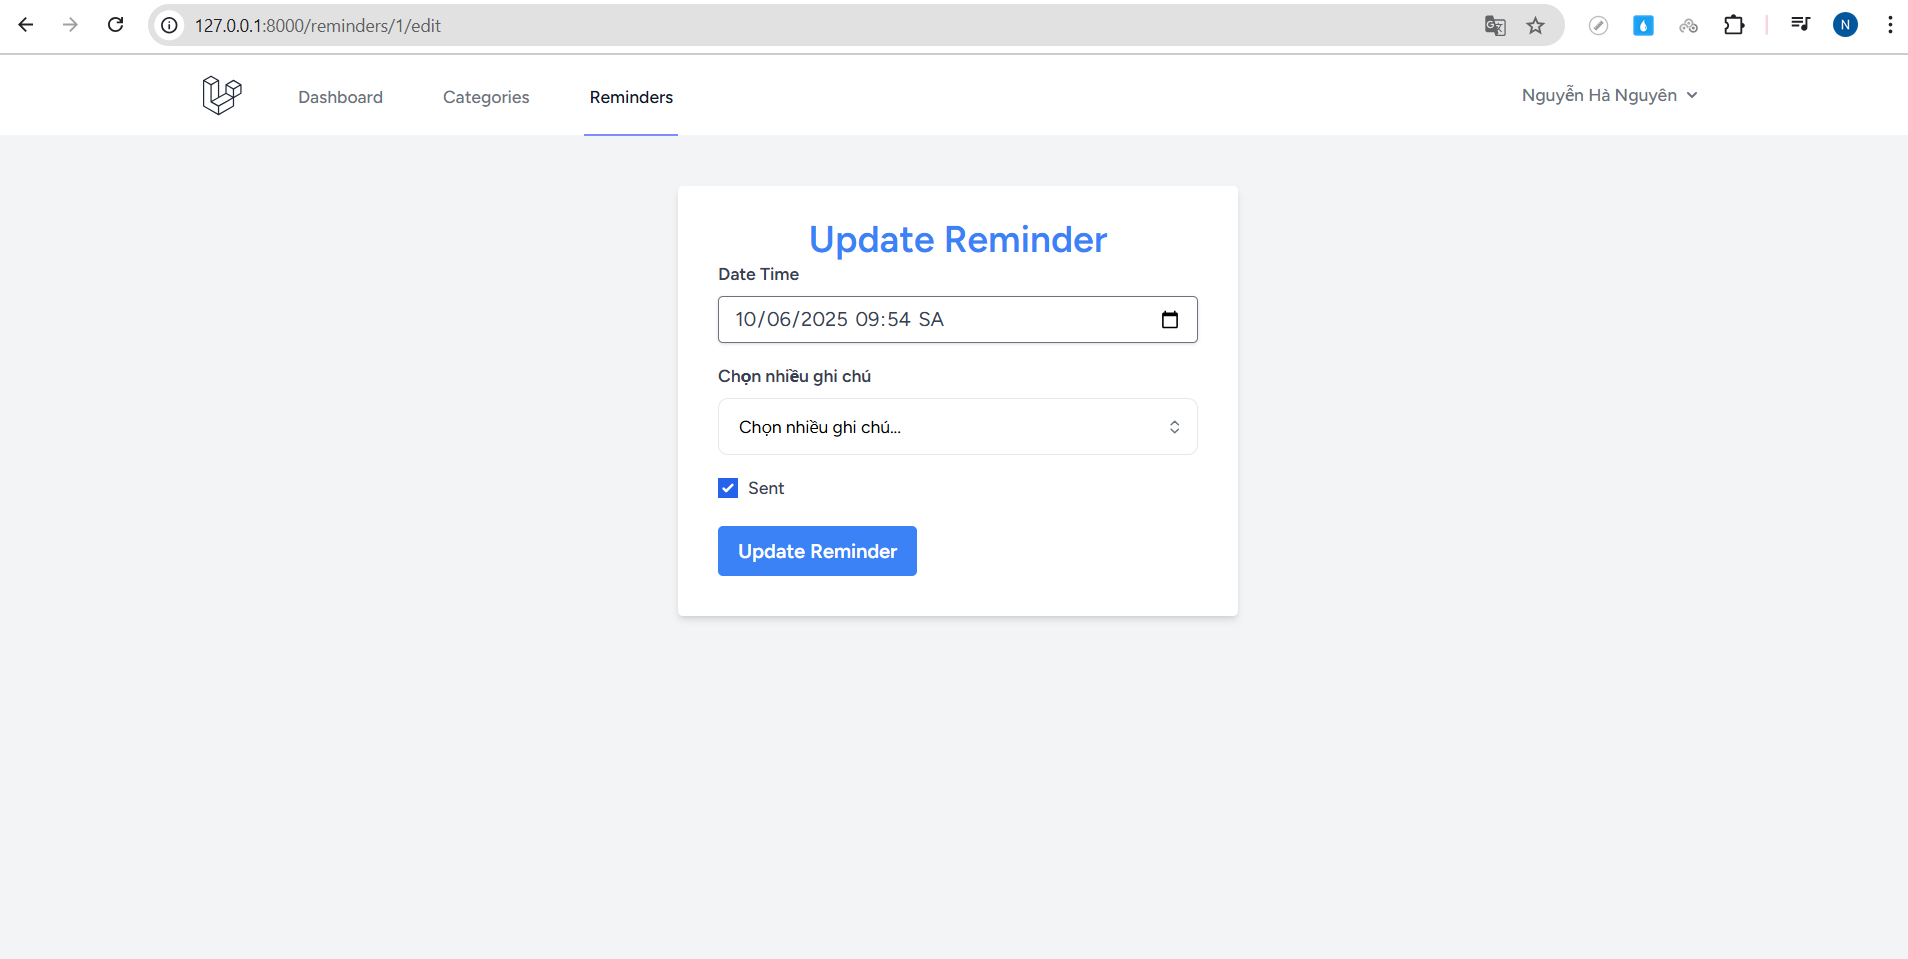 127.0.0.1:8000/reminders/1/edit
N
Dashboard
Categories
Reminders
Nguyễn Hà Nguyên
Update Reminder
Date Time
10/06/2025 09:54 SA
Chọn nhiều ghi chú
Chọn nhiều ghi chú...
Sent
Update Reminder